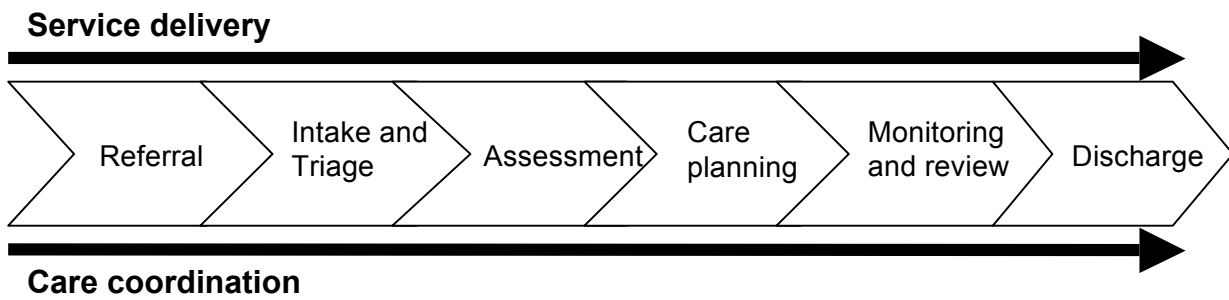 Service delivery
Referral
Intake and
Triage
Assessment
Care
planning
Monitoring
and review
Discharge
Care coordination